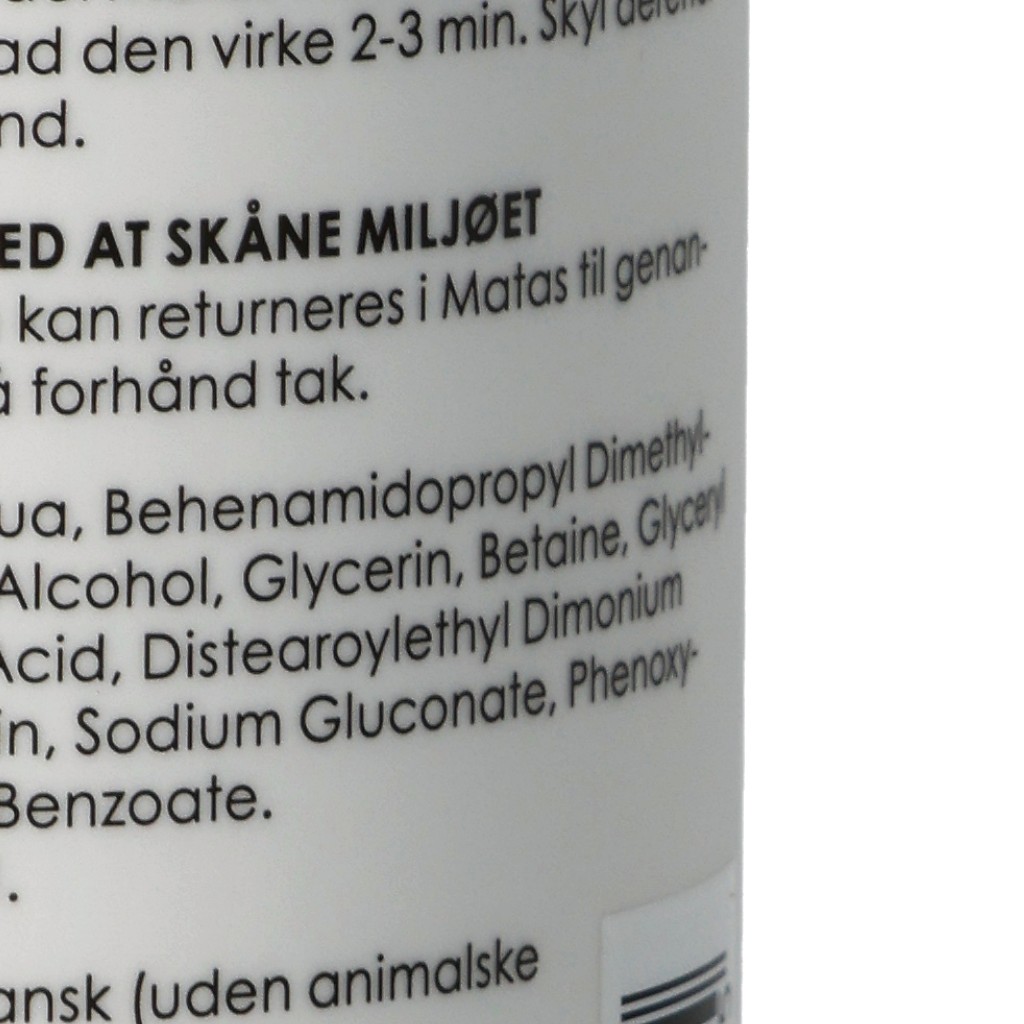 ad den virke 2-3 min. Skyl
nd.
ED AT SKÅNE MILJØET
kan returneres i Matas til genan-
å forhånd tak.
ua, Behenamidopropyl Dimethyl-
Alcohol, Glycerin, Betaine, Glyceryl
Acid, Distearoylethyl Dimonium
in, Sodium Gluconate, Phenoxy-
Benzoate.
.
ansk (uden animalske